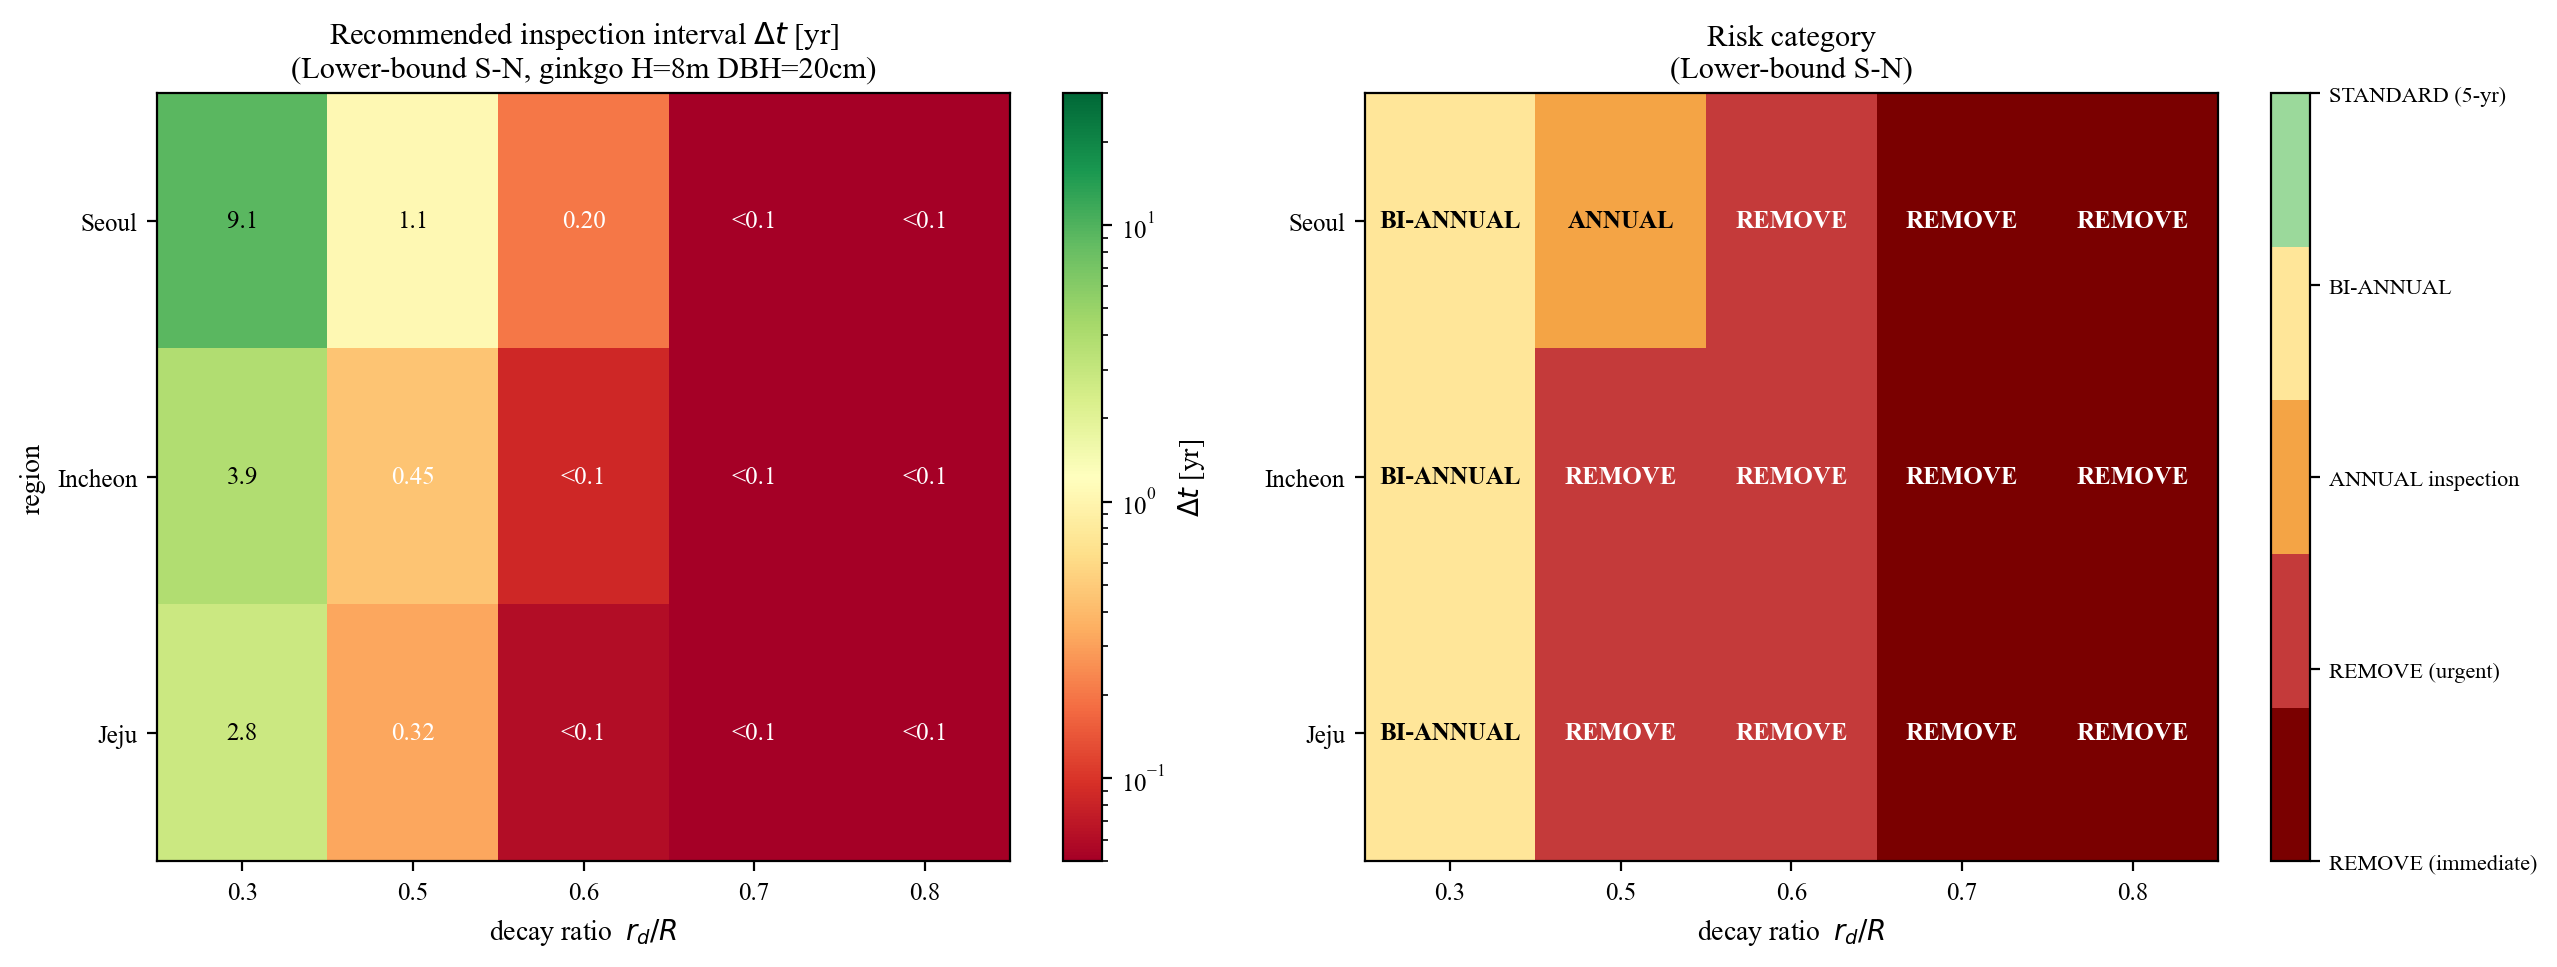 Recommended inspection interval Δt [yr]
(Lower-bound S-N, ginkgo H=8m DBH=20cm)
region
Seoul
9.1
1.1
0.20
<0.1
<0.1
Incheon
3.9
0.45
<0.1
<0.1
<0.1
Jeju
2.8
0.32
<0.1
<0.1
<0.1
0.3
0.5
0.6
0.7
0.8
decay ratio r_d/R
10¹
10⁰
10⁻¹
Δt [yr]
Risk category
(Lower-bound S-N)
Seoul
BI-ANNUAL
ANNUAL
REMOVE
REMOVE
REMOVE
Incheon
BI-ANNUAL
REMOVE
REMOVE
REMOVE
REMOVE
Jeju
BI-ANNUAL
REMOVE
REMOVE
REMOVE
REMOVE
0.3
0.5
0.6
0.7
0.8
decay ratio r_d/R
STANDARD (5-yr)
BI-ANNUAL
ANNUAL inspection
REMOVE (urgent)
REMOVE (immediate)